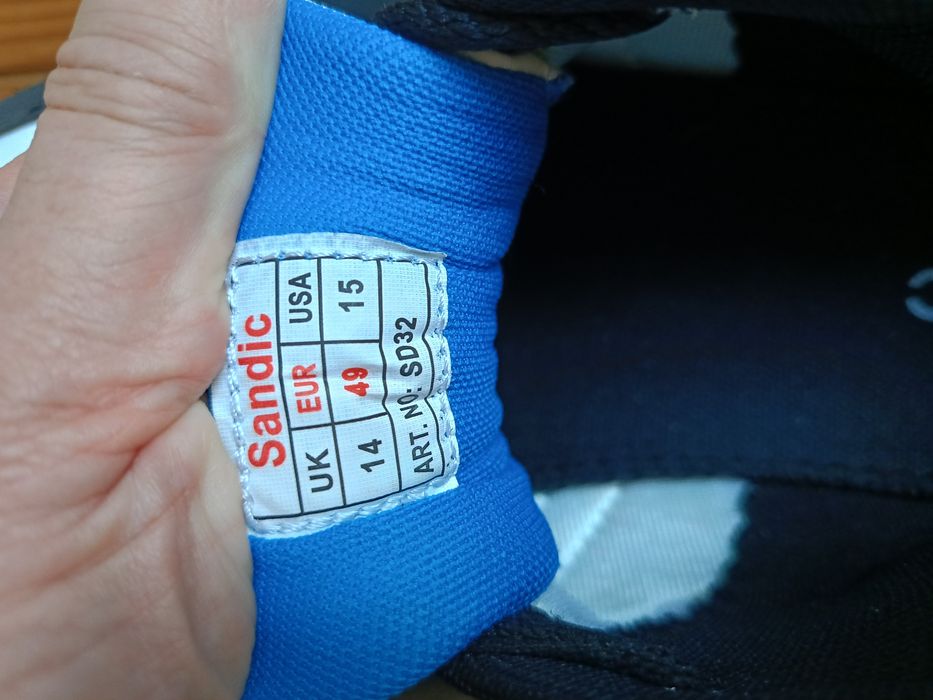 Sandic
UK EUR USA
14 49 15
ART. NO: SD32